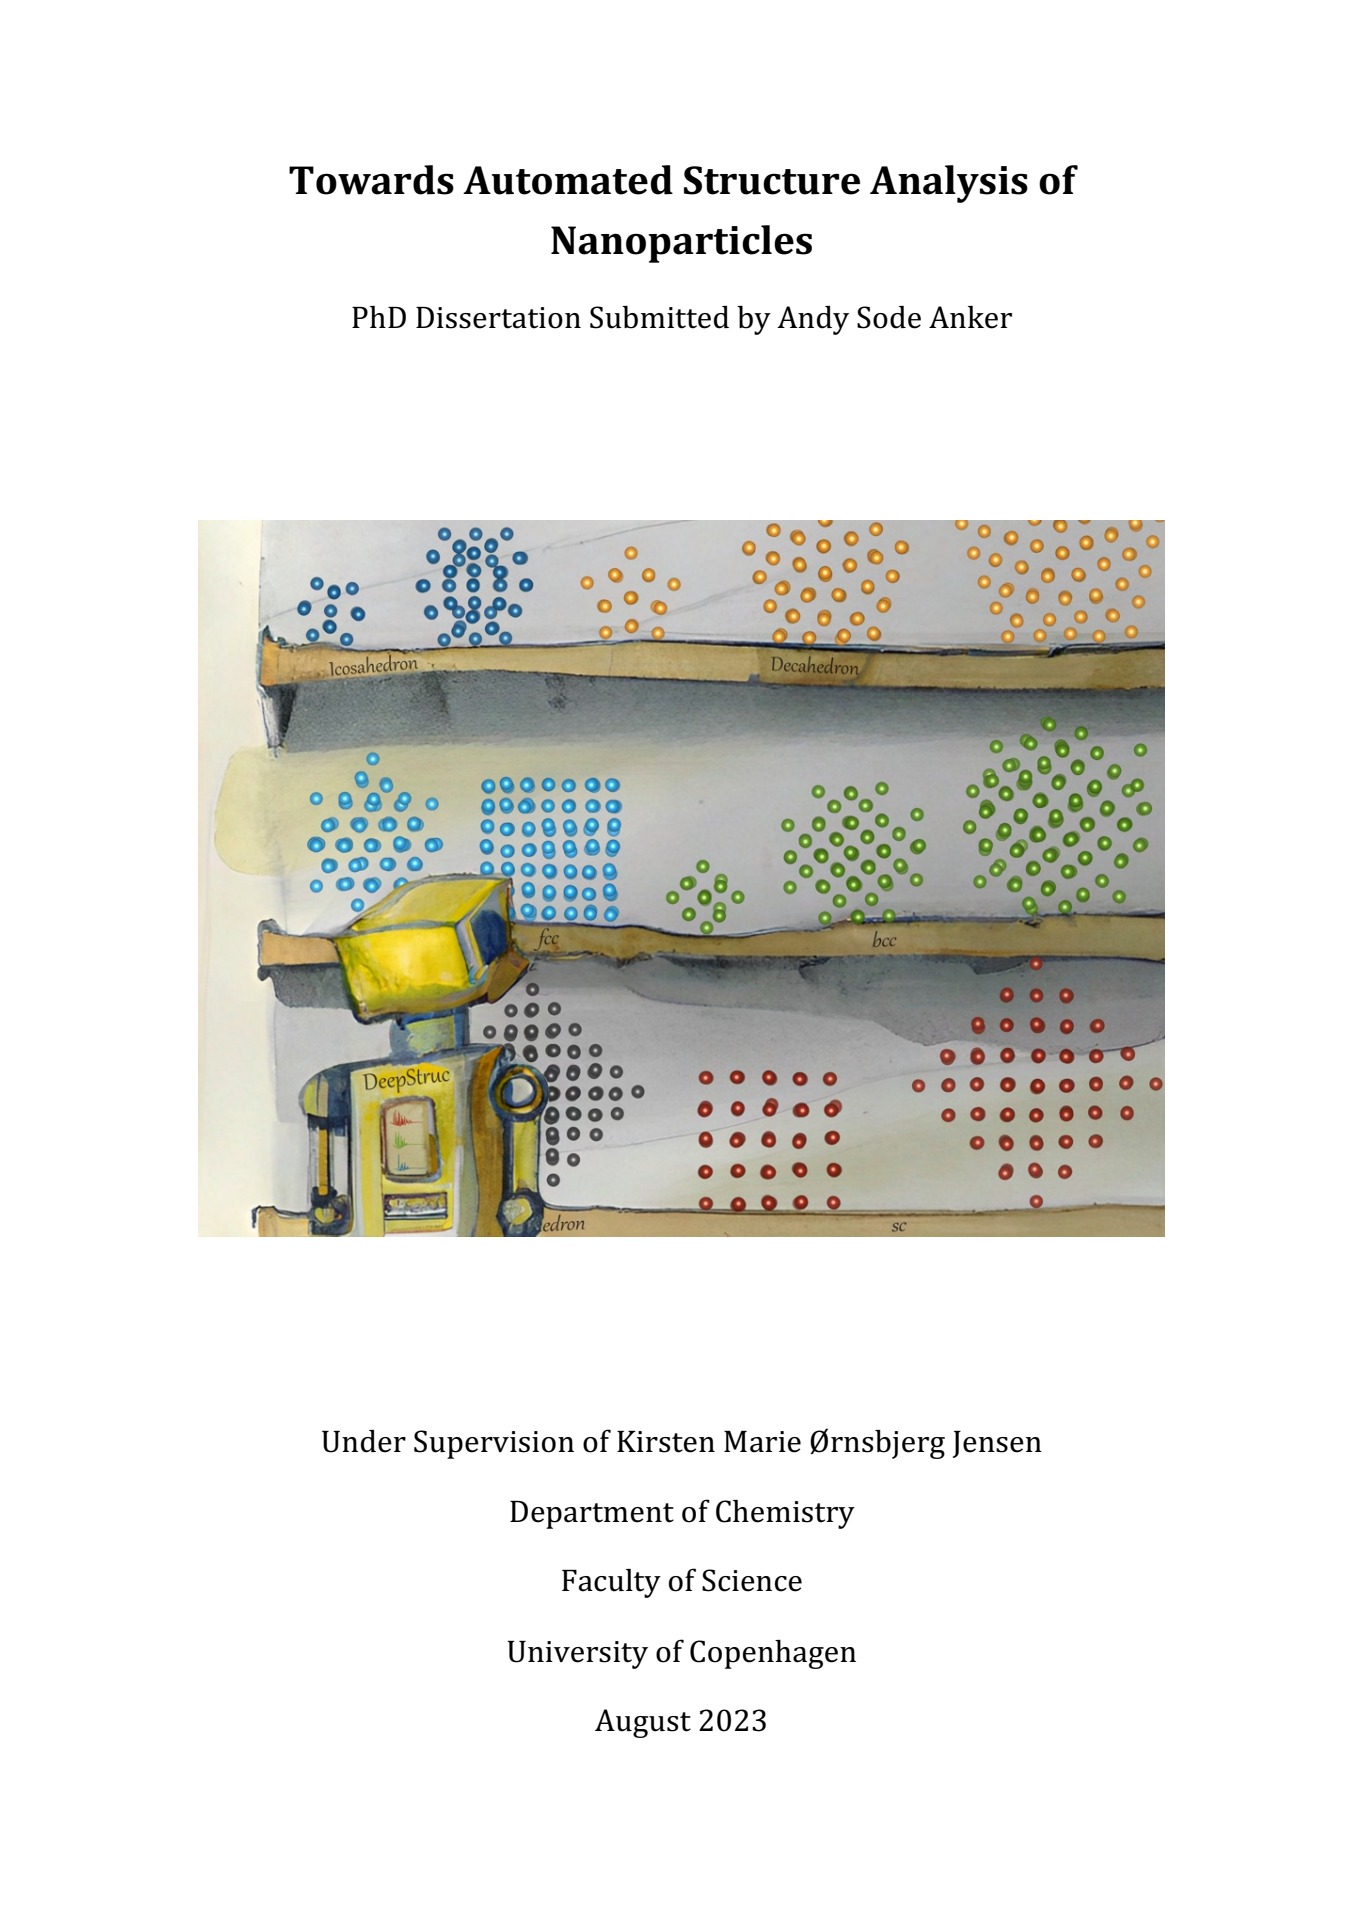 Towards Automated Structure Analysis of
Nanoparticles
PhD Dissertation Submitted by Andy Sode Anker
Icosahedron
Decahedron
fcc
bcc
DeepStruc
edron
sc
Under Supervision of Kirsten Marie Ørnsbjerg Jensen
Department of Chemistry
Faculty of Science
University of Copenhagen
August 2023